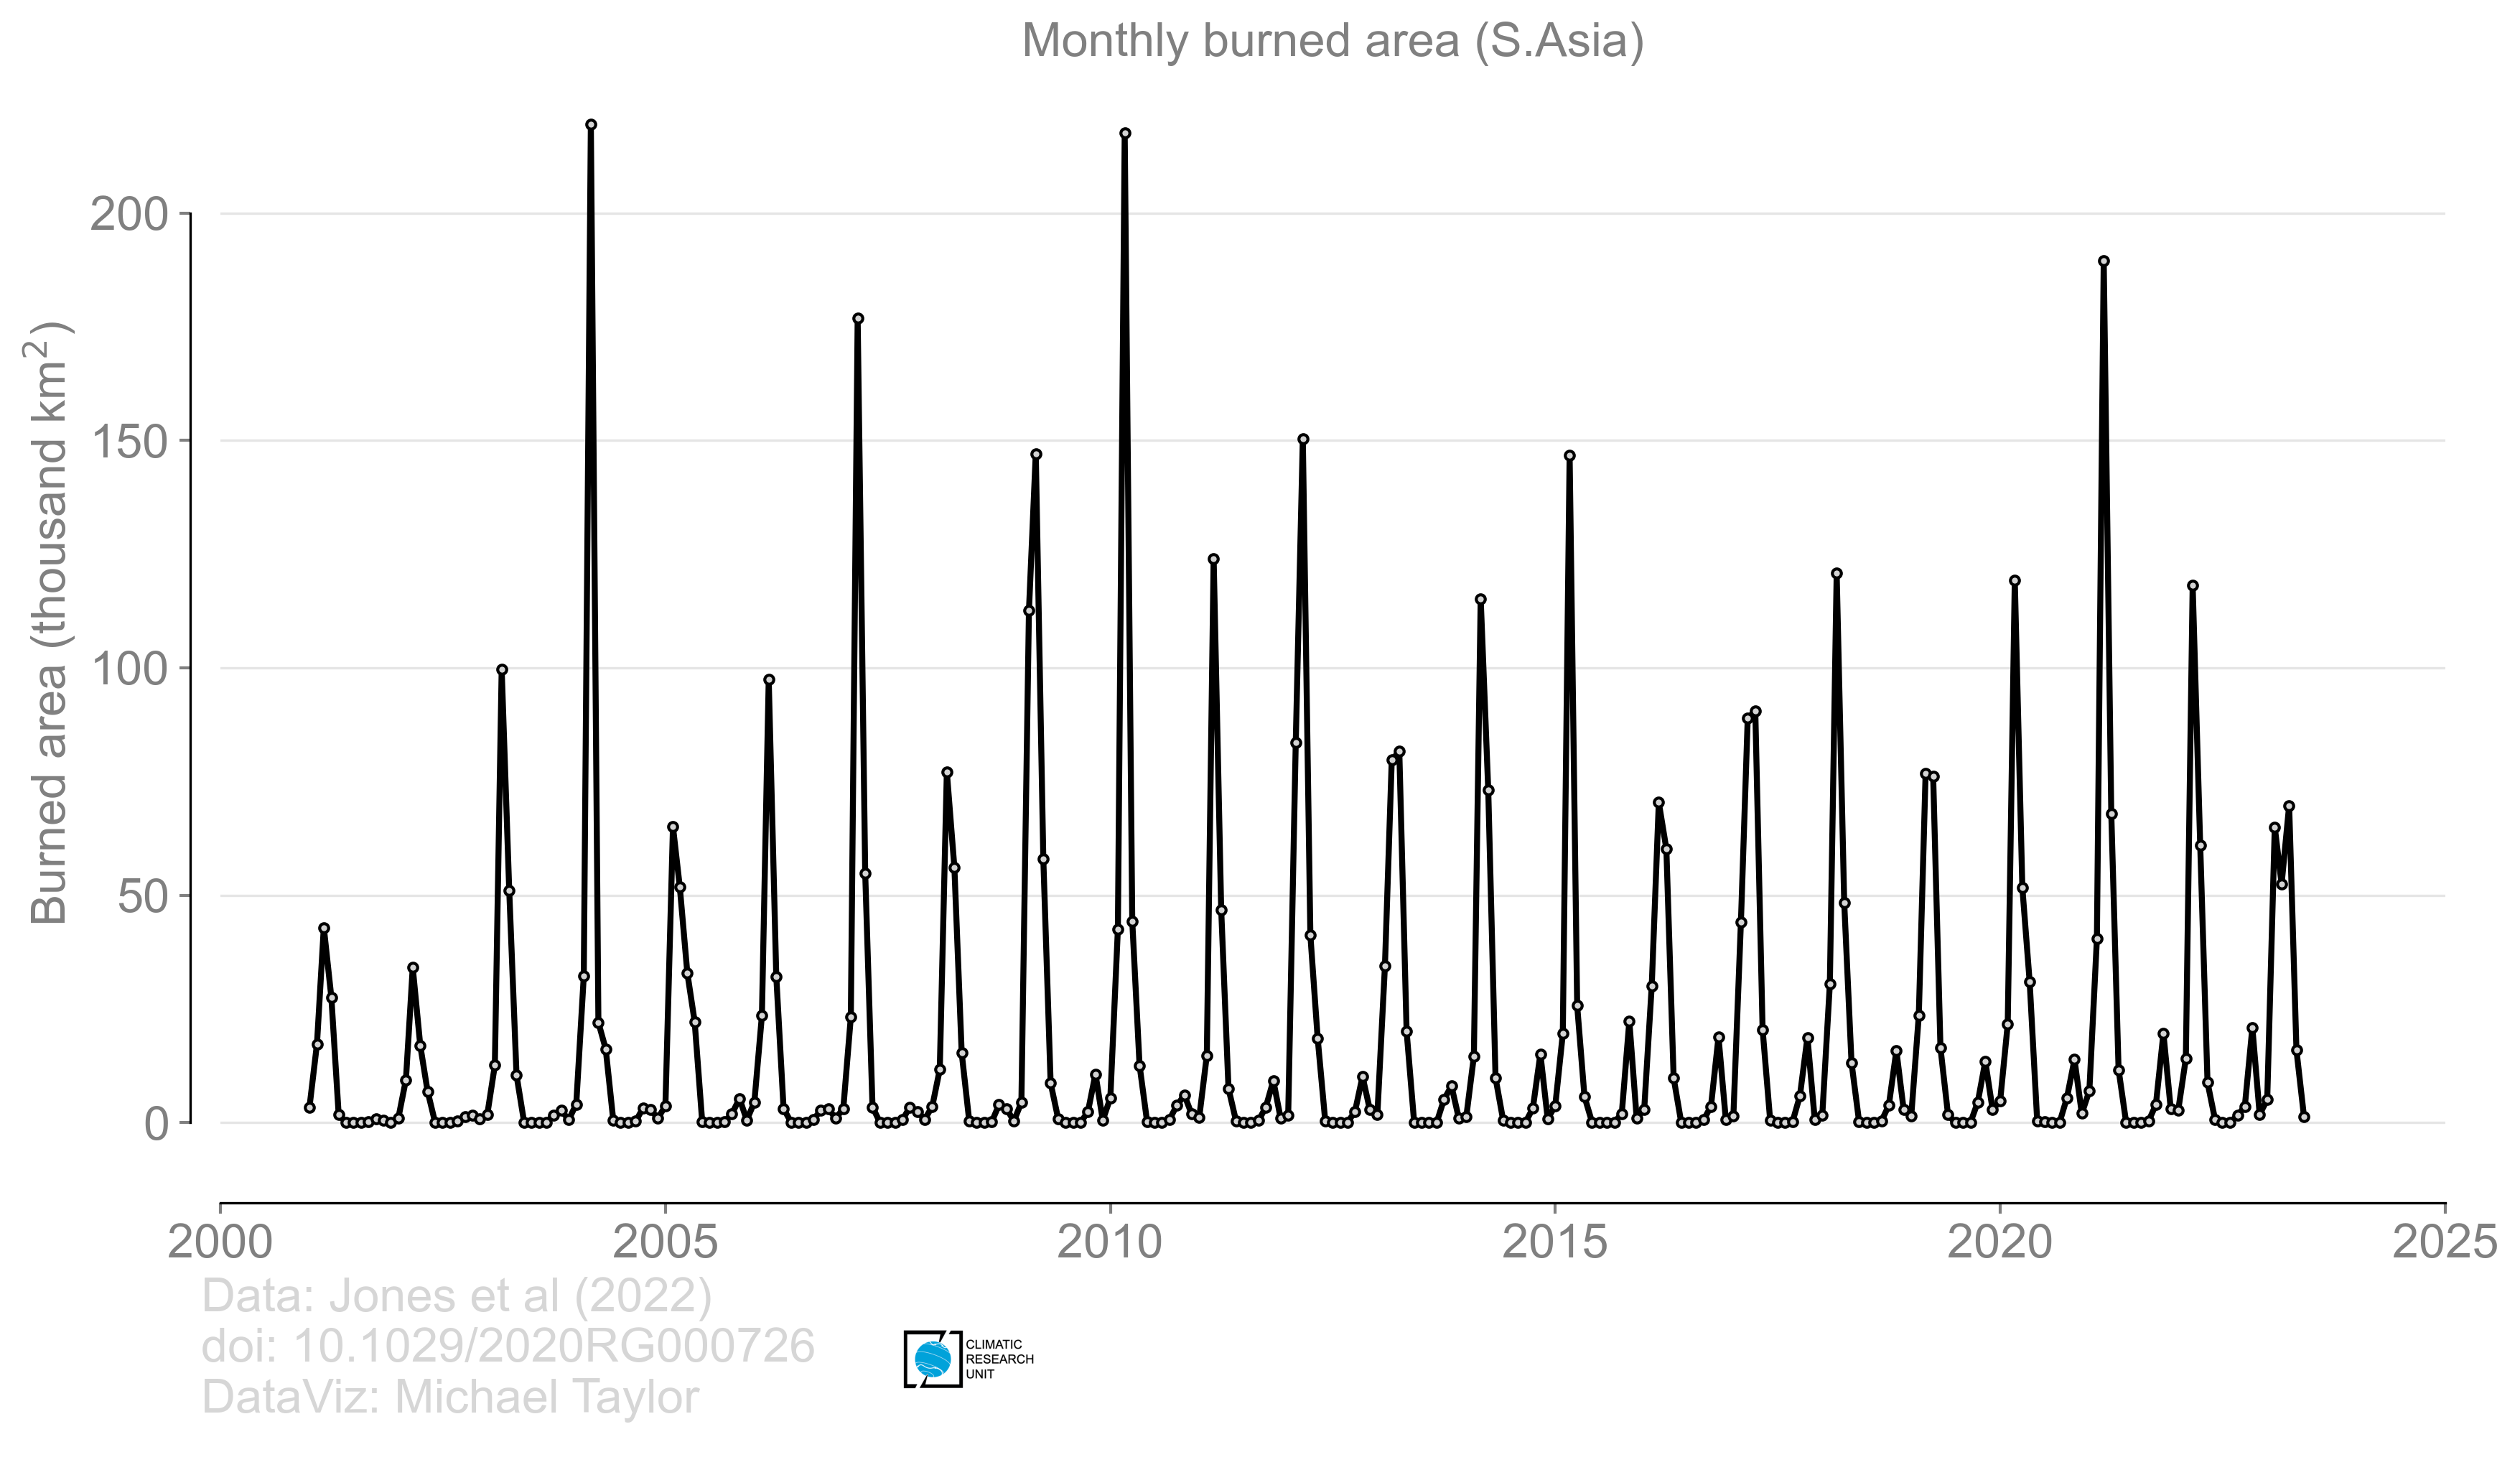 Monthly burned area (S.Asia)
Burned area (thousand km²)
200
150
100
50
0
2000 2005 2010 2015 2020 2025
Data: Jones et al (2022)
doi: 10.1029/2020RG000726
DataViz: Michael Taylor
CLIMATIC
RESEARCH
UNIT